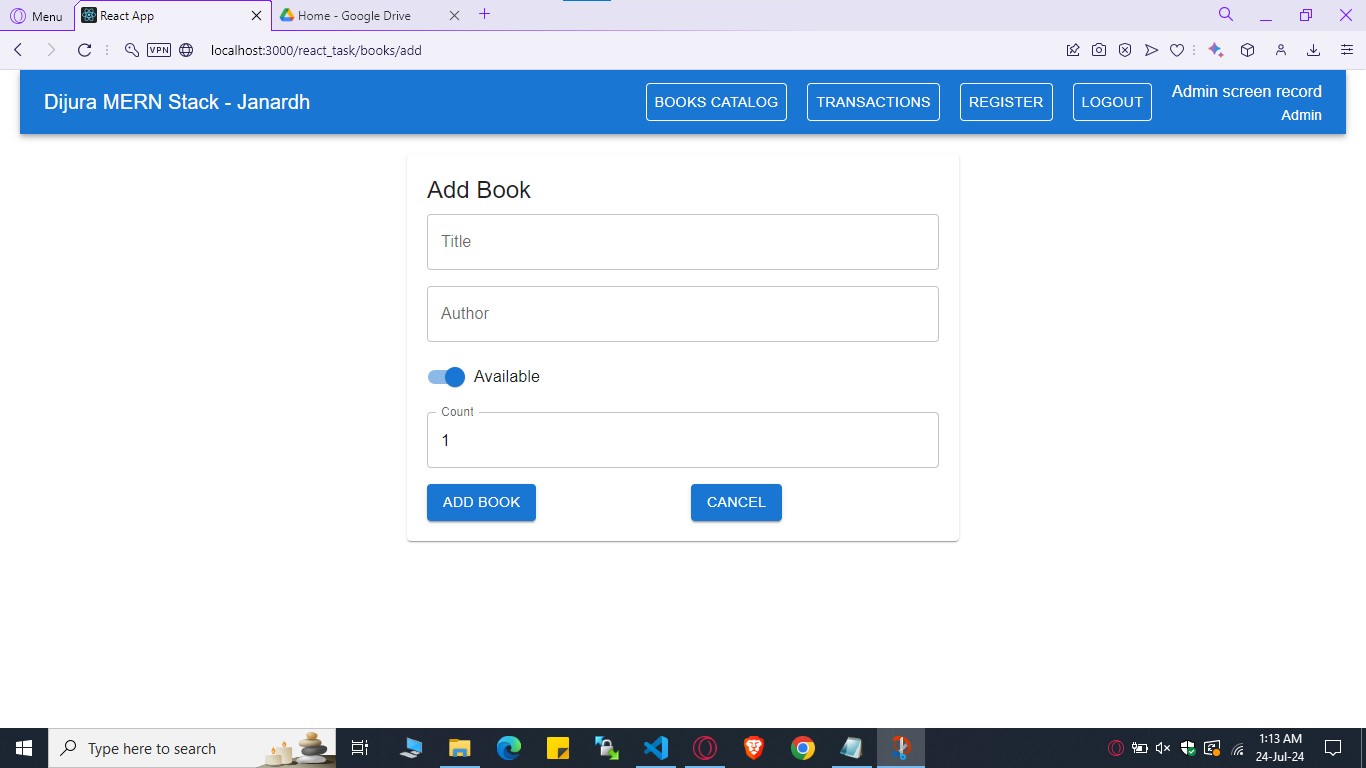 Menu
React App
Home - Google Drive
VPN
localhost:3000/react_task/books/add
Dijura MERN Stack - Janardh
BOOKS CATALOG
TRANSACTIONS
REGISTER
LOGOUT
Admin screen record
Admin
Add Book
Title
Author
Available
Count
1
ADD BOOK
CANCEL
Type here to search
1:13 AM
24-Jul-24